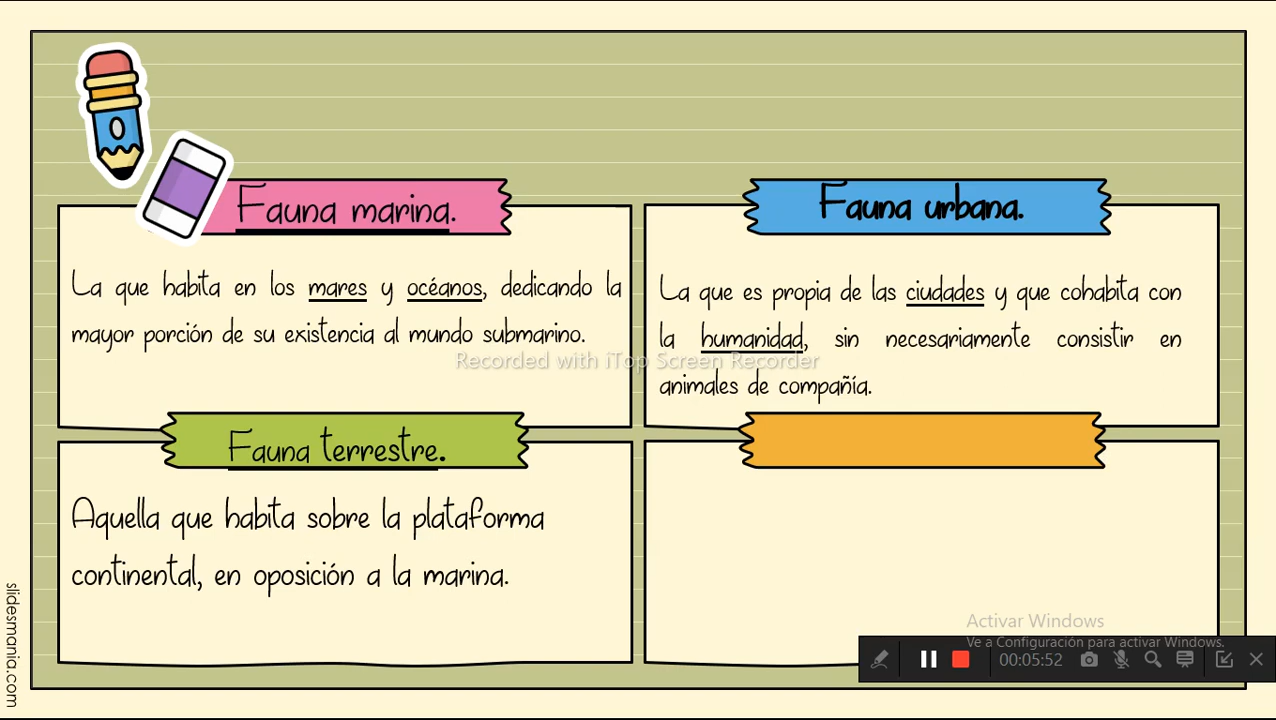 Fauna marina.
La que habita en los mares y océanos, dedicando la
mayor porción de su existencia al mundo submarino.
Fauna urbana.
La que es propia de las ciudades y que cohabita con
la humanidad, sin necesariamente consistir en
animales de compañía.
Recorded with iTop Screen Recorder
Fauna terrestre.
Aquella que habita sobre la plataforma
continental, en oposición a la marina.
Activar Windows
Ve a Configuración para activar Windows.
00:05:52
slidesmania.com